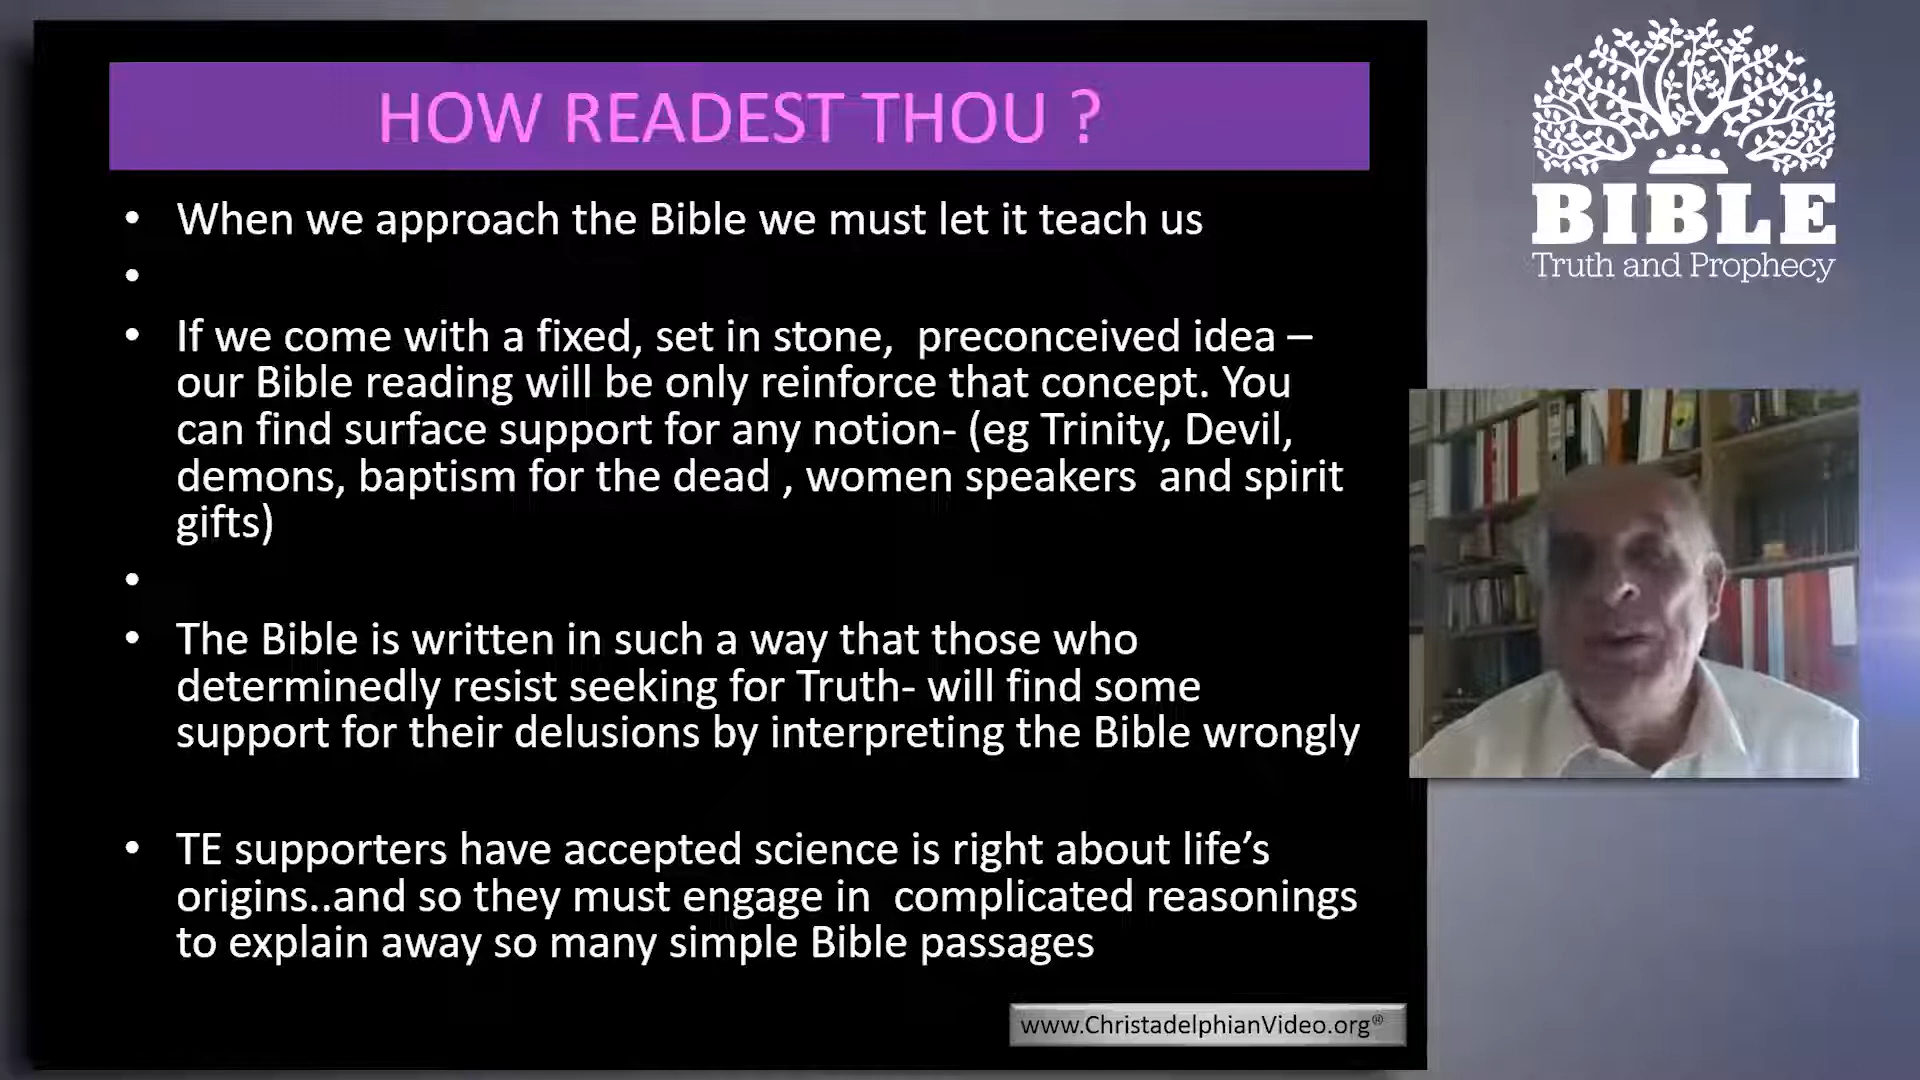 HOW READEST THOU ?
• When we approach the Bible we must let it teach us
•
• If we come with a fixed, set in stone,  preconceived idea –
our Bible reading will be only reinforce that concept. You
can find surface support for any notion- (eg Trinity, Devil,
demons, baptism for the dead , women speakers  and spirit
gifts)
•
• The Bible is written in such a way that those who
determinedly resist seeking for Truth- will find some
support for their delusions by interpreting the Bible wrongly
• TE supporters have accepted science is right about life’s
origins..and so they must engage in  complicated reasonings
to explain away so many simple Bible passages
www.ChristadelphianVideo.org®
BIBLE
Truth and Prophecy